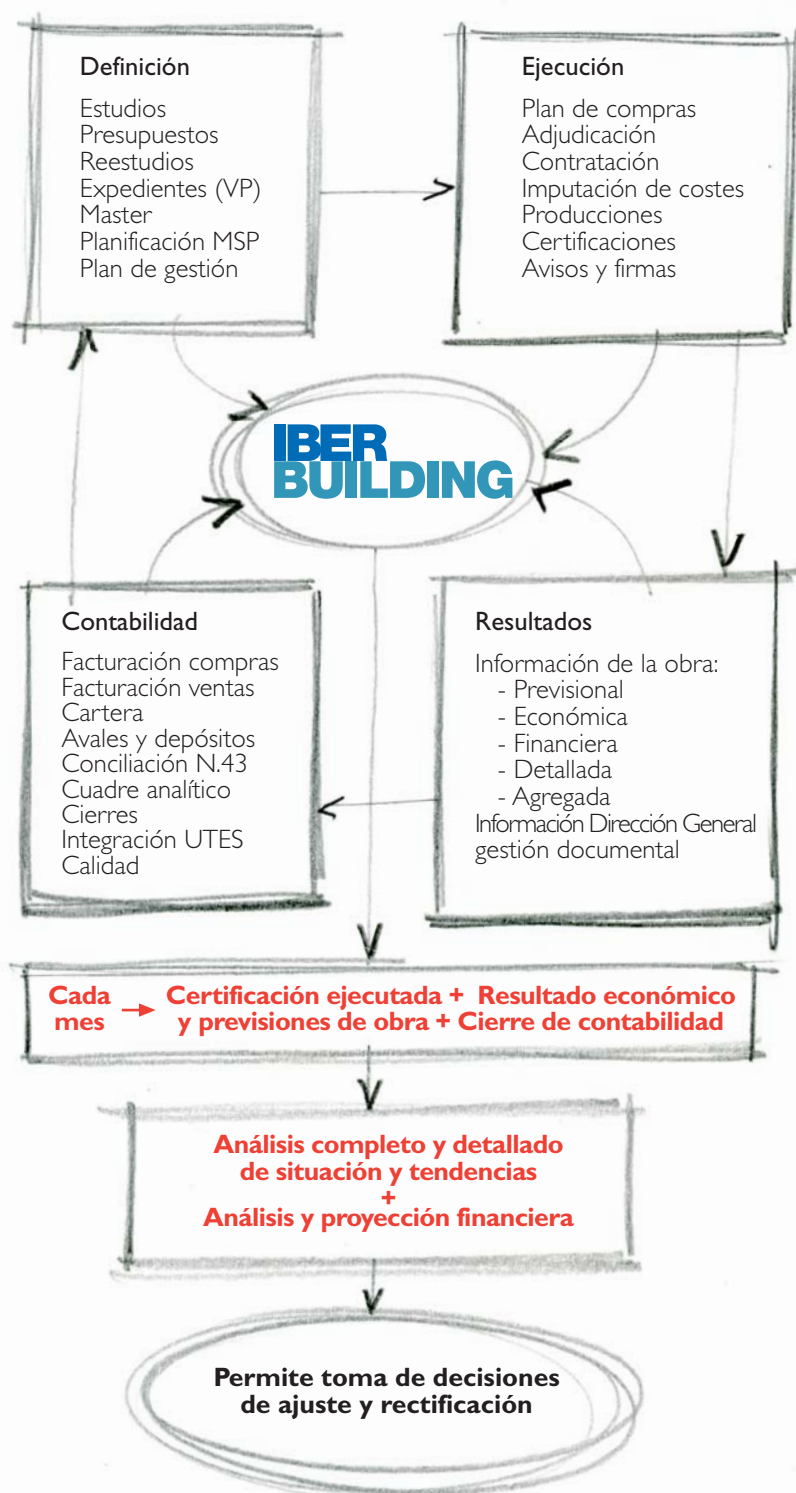 Definición
Estudios
Presupuestos
Reestudios
Expedientes (VP)
Master
Planificación MSP
Plan de gestión
Ejecución
Plan de compras
Adjudicación
Contratación
Imputación de costes
Producciones
Certificaciones
Avisos y firmas
IBER
BUILDING
Contabilidad
Facturación compras
Facturación ventas
Cartera
Avales y depósitos
Conciliación N.43
Cuadre analítico
Cierres
Integración UTES
Calidad
Resultados
Información de la obra:
- Previsional
- Económica
- Financiera
- Detallada
- Agregada
Información Dirección General
gestión documental
Cada
mes
Certificación ejecutada + Resultado económico
y previsiones de obra + Cierre de contabilidad
Análisis completo y detallado
de situación y tendencias
+
Análisis y proyección financiera
Permite toma de decisiones
de ajuste y rectificación